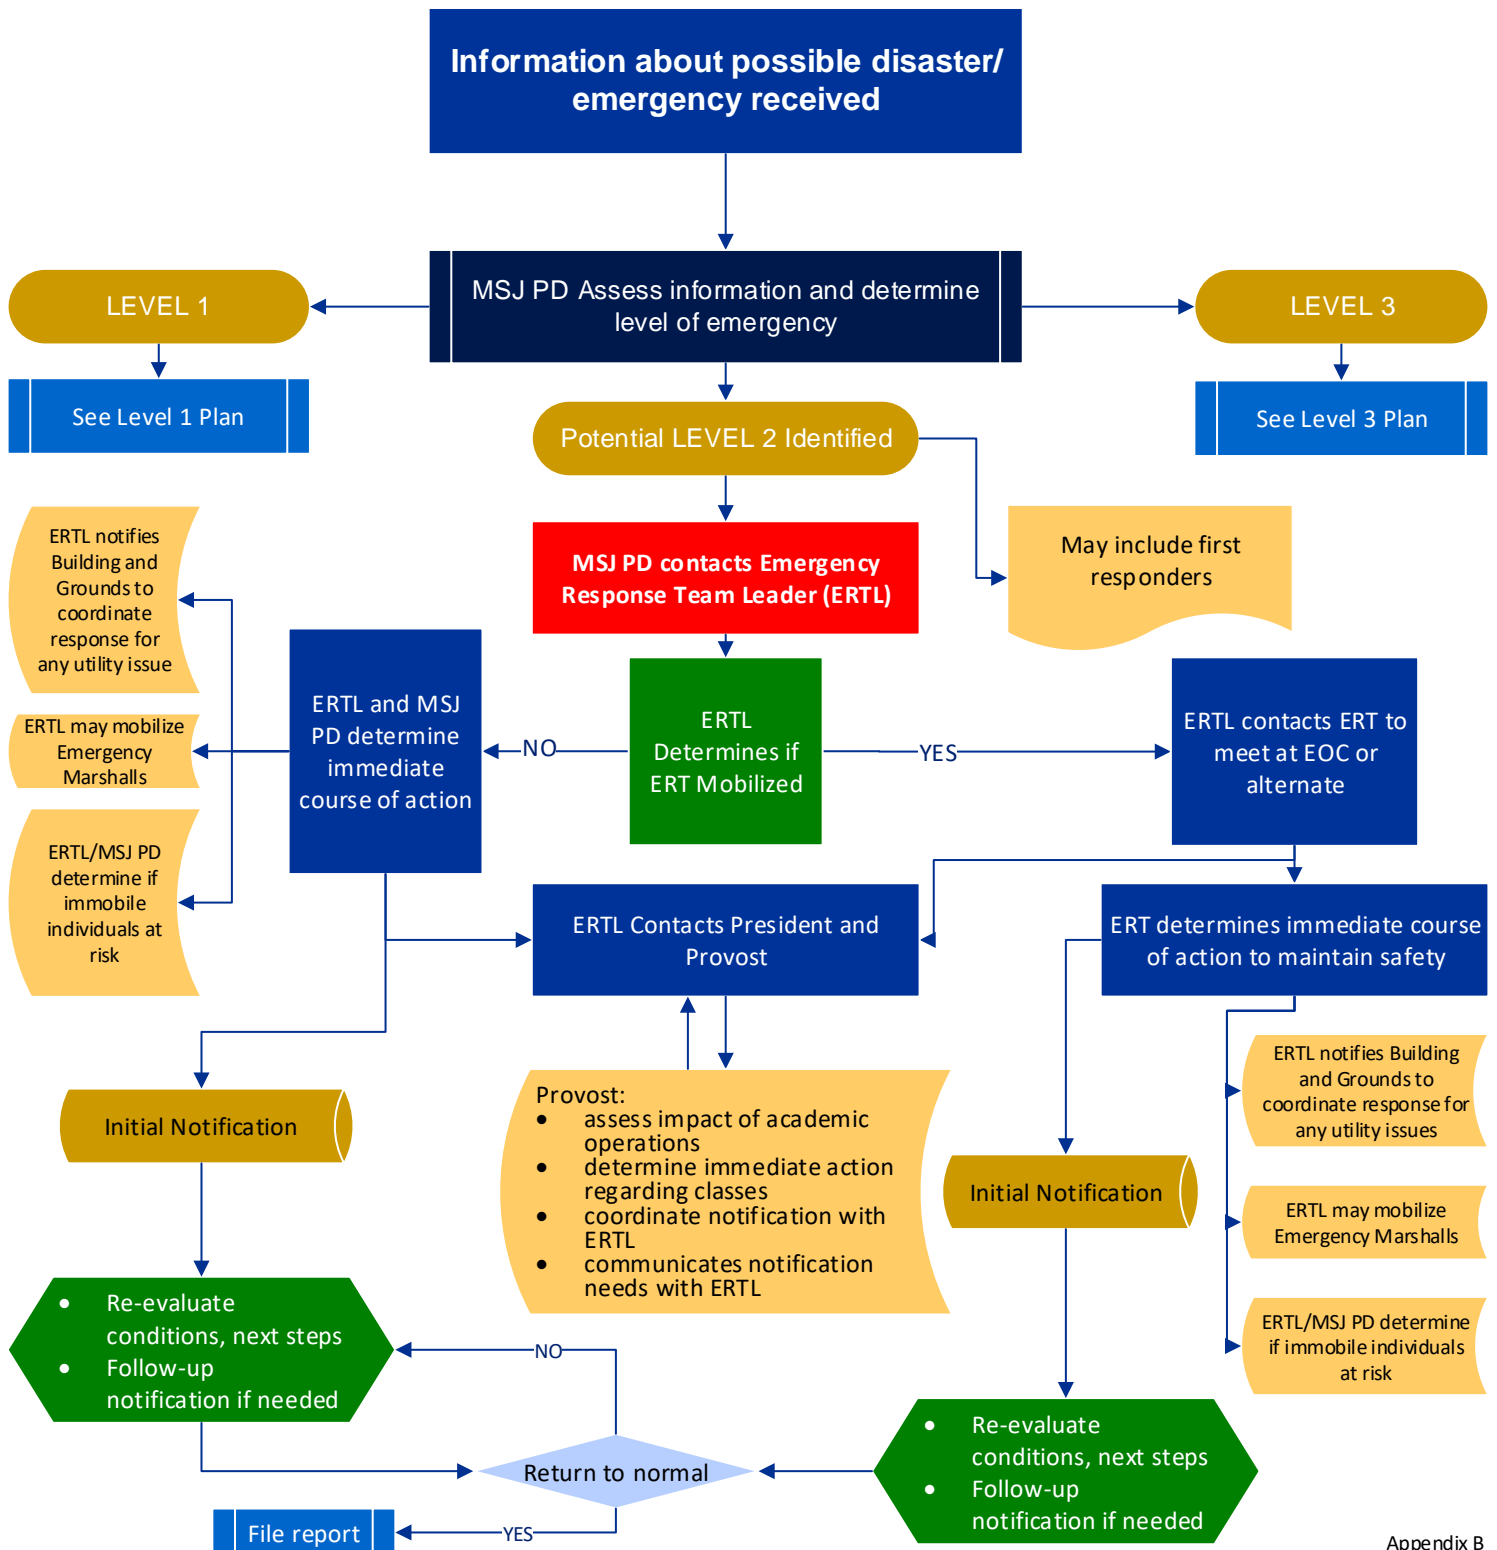 Information about possible disaster/
emergency received
MSJ PD Assess information and determine
level of emergency
LEVEL 1
LEVEL 3
See Level 1 Plan
See Level 3 Plan
Potential LEVEL 2 Identified
MSJ PD contacts Emergency
Response Team Leader (ERTL)
May include first
responders
ERTL notifies
Building and
Grounds to
coordinate
response for
any utility issue
ERTL may mobilize
Emergency
Marshalls
ERTL/MSJ PD
determine if
immobile
individuals at
risk
ERTL and MSJ
PD determine
immediate
course of action
NO
ERTL
Determines if
ERT Mobilized
YES
ERTL contacts ERT to
meet at EOC or
alternate
ERTL Contacts President and
Provost
ERT determines immediate course
of action to maintain safety
Initial Notification
Provost:
• assess impact of academic
operations
• determine immediate action
regarding classes
• coordinate notification with
ERTL
• communicates notification
needs with ERTL
Initial Notification
ERTL notifies Building
and Grounds to
coordinate response for
any utility issues
ERTL may mobilize
Emergency Marshalls
ERTL/MSJ PD determine
if immobile individuals
at risk
• Re-evaluate
conditions, next steps
• Follow-up
notification if needed
NO
Return to normal
• Re-evaluate
conditions, next steps
• Follow-up
notification if needed
YES
File report
Appendix B